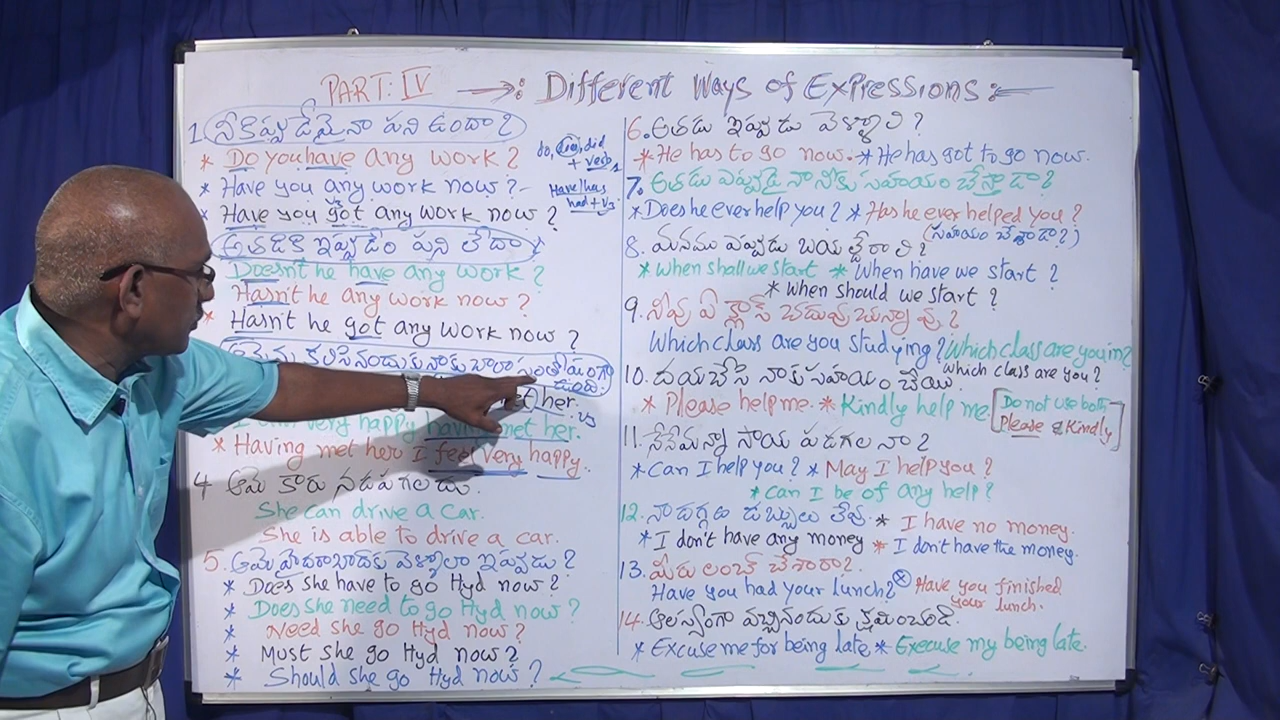 PART: IV →: Different Ways of Expressions:←
1. నీకిప్పుడేమైనా పని ఉందా?
* Do you have any work?
do, does, did
+ verb1
* Have you any work now?
Have/has
had + V3
V3
* Have you got any work now?
అతడికి ఇప్పుడేం పని లేదా?
Doesn't he have any work?
Hasn't he any work now?
* Hasn't he got any work now?
ఆమెను కలిసినందుకు నాకు చాలా సంతోషంగా
ఉంది.
her.
very happy having met her.
V3
* Having met her I feel very happy.
4. ఆమె కారు నడపగలదు.
She can drive a car.
She is able to drive a car.
5. ఆమె హైదరాబాద్‌కు వెళ్ళాలా ఇప్పుడు?
* Does she have to go Hyd now?
* Does she need to go Hyd now?
* Need she go Hyd now?
* Must she go Hyd now?
* Should she go Hyd now?
6. అతడు ఇప్పుడు వెళ్ళాలి?
* He has to go now. * He has got to go now.
7. అతడు ఎప్పుడైనా నీకు సహాయం చేస్తాడా?
* Does he ever help you? * Has he ever helped you?
(సహాయం చేశాడా?)
8. మనము ఎప్పుడు బయల్దేరాలి?
* When shall we start * When have we start?
* When should we start?
9. నీవు ఏ క్లాస్ చదువుచున్నావు?
Which class are you studying? Which class are you in?
Which class are you?
10. దయచేసి నాకు సహాయం చేయి.
* Please help me. * Kindly help me.
[Do not use both
Please & Kindly]
11. నేనేమన్నా సాయపడగలనా?
* Can I help you? * May I help you?
* Can I be of any help?
12. నా దగ్గర డబ్బులు లేవు. * I have no money.
* I don't have any money * I don't have the money.
13. మీరు లంచ్ చేశారా?.
Have you had your lunch? Have you finished
your lunch.
14. ఆలస్యంగా వచ్చినందుకు క్షమించండి.
* Excuse me for being late. * Execuse my being late.